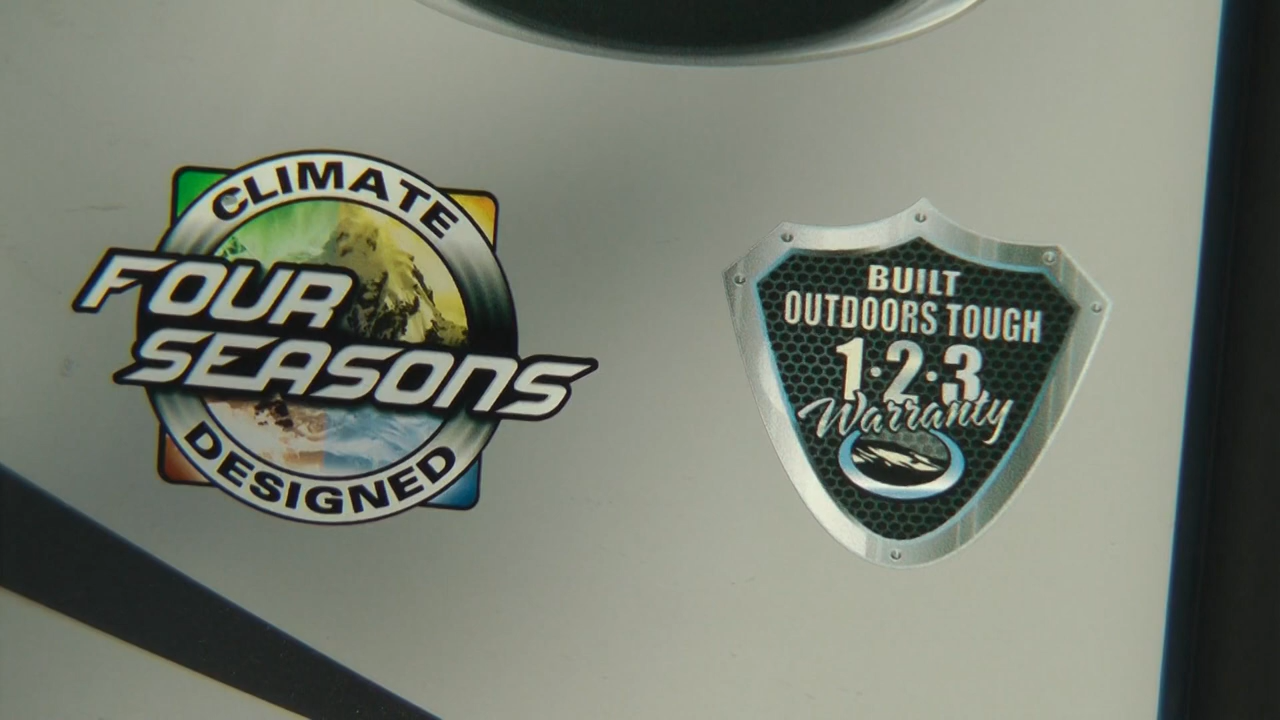 CLIMATE
FOUR
SEASONS
DESIGNED
BUILT
OUTDOORS TOUGH
1·2·3
Warranty